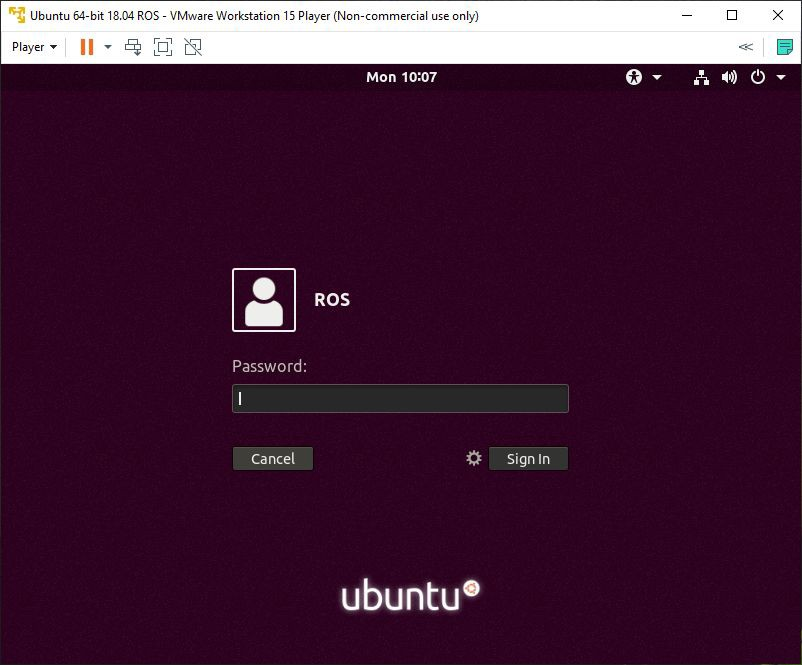 Ubuntu 64-bit 18.04 ROS - VMware Workstation 15 Player (Non-commercial use only)
Player
Mon 10:07
ROS
Password:
Cancel
Sign In
ubuntu